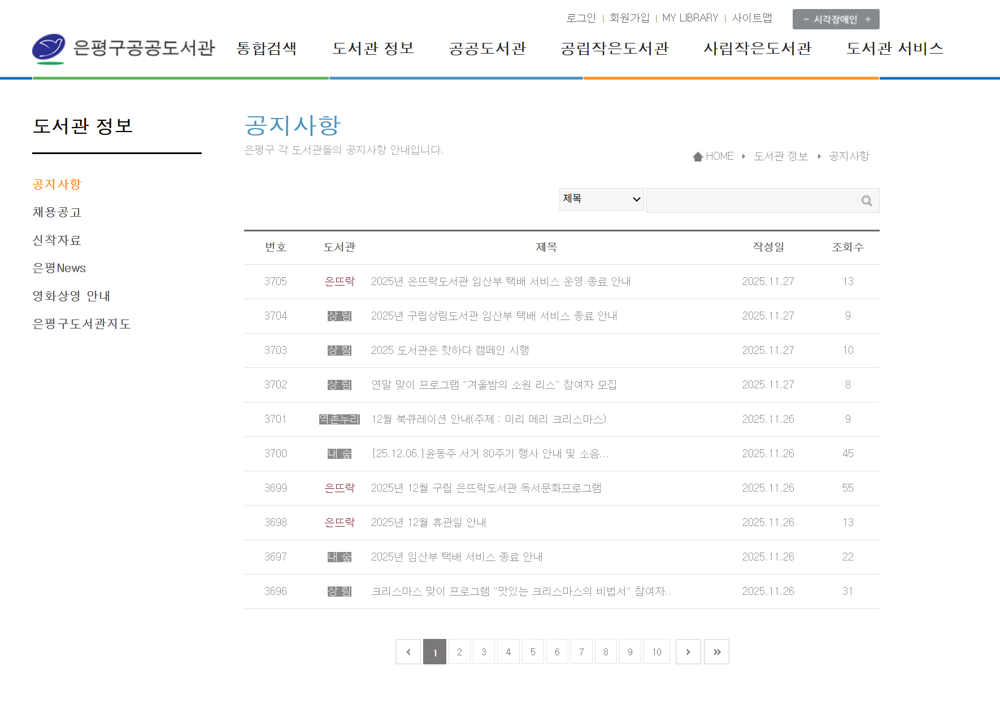 로그인 | 회원가입 | MY LIBRARY | 사이트맵
- 시각장애인 +
은평구공공도서관 통합검색 도서관 정보 공공도서관 공립작은도서관 사립작은도서관 도서관 서비스
도서관 정보
공지사항
채용공고
신착자료
은평News
영화상영 안내
은평구도서관지도
공지사항
은평구 각 도서관들의 공지사항 안내입니다.
HOME 도서관 정보 공지사항
제목
번호 도서관 제목 작성일 조회수
3705 은뜨락 2025년 은뜨락도서관 임산부 택배 서비스 운영 종료 안내 2025.11.27 13
3704 상 림 2025년 구립상림도서관 임산부 택배 서비스 종료 안내 2025.11.27 9
3703 상 림 2025 도서관은 핫하다 캠페인 시행 2025.11.27 10
3702 상 림 연말 맞이 프로그램 "겨울밤의 소원 리스" 참여자 모집 2025.11.27 8
3701 역촌누리 12월 북큐레이션 안내(주제 : 미리 메리 크리스마스) 2025.11.26 9
3700 내 숲 [25.12.06.]윤동주 서거 80주기 행사 안내 및 소음... 2025.11.26 45
3699 은뜨락 2025년 12월 구립 은뜨락도서관 독서문화프로그램 2025.11.26 55
3698 은뜨락 2025년 12월 휴관일 안내 2025.11.26 13
3697 내 숲 2025년 임산부 택배 서비스 종료 안내 2025.11.26 22
3696 상 림 크리스마스 맞이 프로그램 "맛있는 크리스마스의 비법서" 참여자.. 2025.11.26 31
1 2 3 4 5 6 7 8 9 10